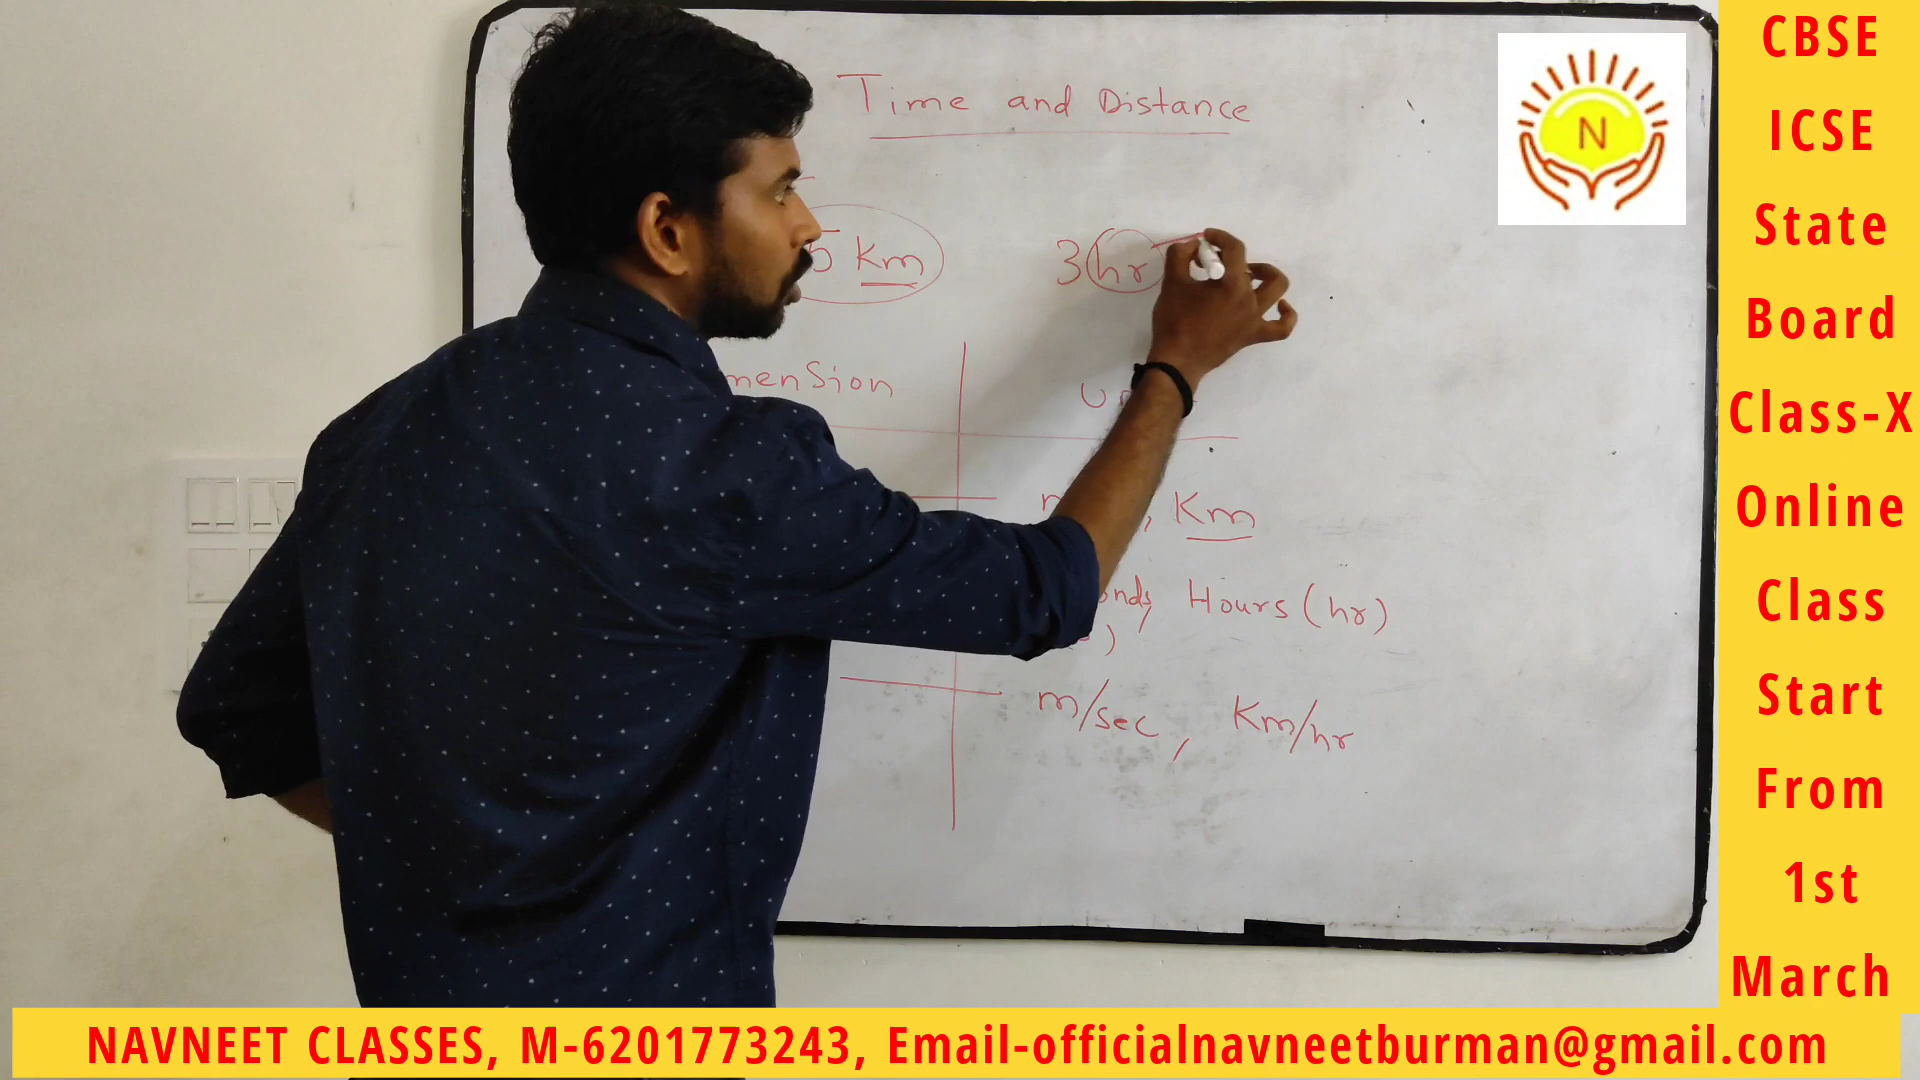 Time and Distance
5 Km
3 hr
mension
m, Km
Hours (hr)
m/sec, Km/hr
N
CBSE
ICSE
State
Board
Class-X
Online
Class
Start
From
1st
March
NAVNEET CLASSES, M-6201773243, Email-officialnavneetburman@gmail.com